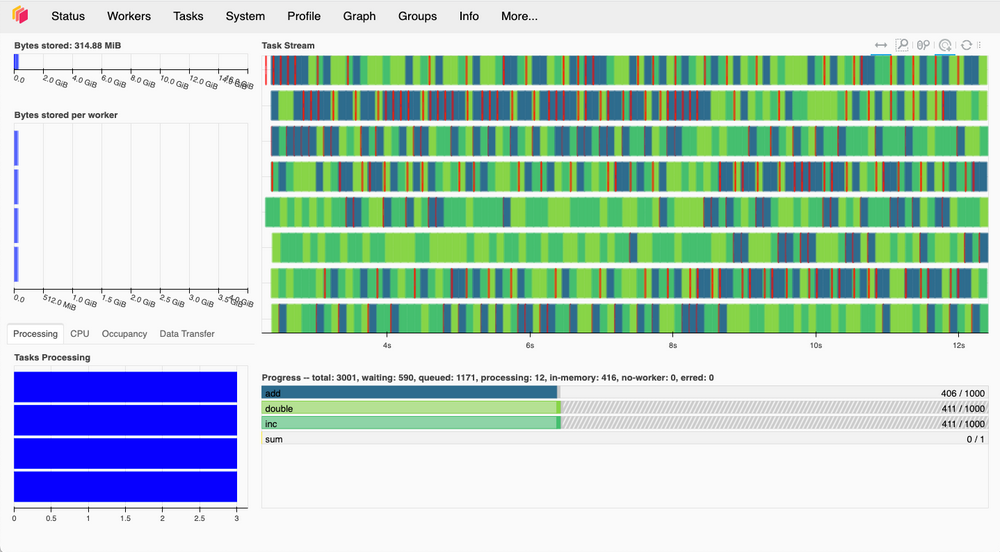 Status Workers Tasks System Profile Graph Groups Info More...
Bytes stored: 314.88 MiB
0.0 2.0 GiB 4.0 GiB 6.0 GiB 8.0 GiB 10.0 GiB 12.0 GiB 14.0 GiB
Bytes stored per worker
0.0 512.0 MiB 1.0 GiB 1.5 GiB 2.0 GiB 2.5 GiB 3.0 GiB 3.5 GiB 4.0 GiB
Processing CPU Occupancy Data Transfer
Tasks Processing
0 0.5 1 1.5 2 2.5 3
Task Stream
4s 6s 8s 10s 12s
Progress -- total: 3001, waiting: 590, queued: 1171, processing: 12, in-memory: 416, no-worker: 0, erred: 0
add 406 / 1000
double 411 / 1000
inc 411 / 1000
sum 0 / 1